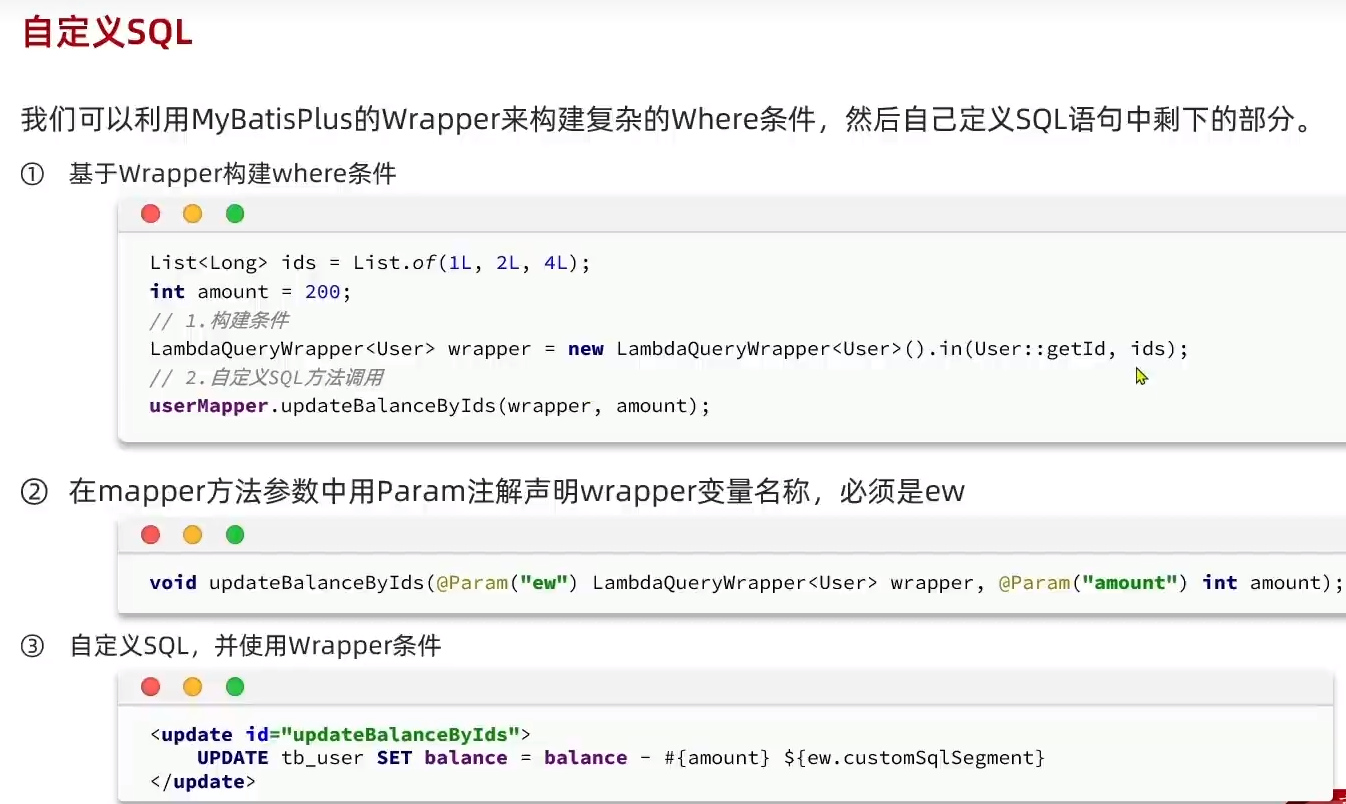 自定义SQL
我们可以利用MyBatisPlus的Wrapper来构建复杂的Where条件，然后自己定义SQL语句中剩下的部分。
① 基于Wrapper构建where条件
List<Long> ids = List.of(1L, 2L, 4L);
int amount = 200;
// 1.构建条件
LambdaQueryWrapper<User> wrapper = new LambdaQueryWrapper<User>().in(User::getId, ids);
// 2.自定义SQL方法调用
userMapper.updateBalanceByIds(wrapper, amount);
② 在mapper方法参数中用Param注解声明wrapper变量名称，必须是ew
void updateBalanceByIds(@Param("ew") LambdaQueryWrapper<User> wrapper, @Param("amount") int amount);
③ 自定义SQL，并使用Wrapper条件
<update id="updateBalanceByIds">
UPDATE tb_user SET balance = balance - #{amount} ${ew.customSqlSegment}
</update>